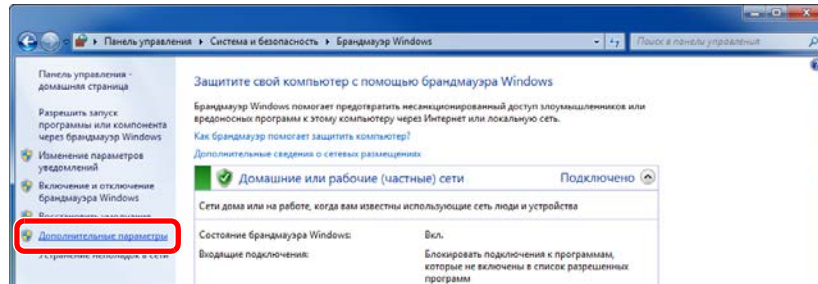 Панель управления ▸ Система и безопасность ▸ Брандмауэр Windows
Поиск в панели управления
Панель управления -
домашняя страница
Разрешить запуск
программы или компонента
через брандмауэр Windows
Изменение параметров
уведомлений
Включение и отключение
брандмауэра Windows
Восстановить умолчания
Дополнительные параметры
Устранение неполадок в сети
Защитите свой компьютер с помощью брандмауэра Windows
Брандмауэр Windows помогает предотвратить несанкционированный доступ злоумышленников или
вредоносных программ к этому компьютеру через Интернет или локальную сеть.
Как брандмауэр помогает защитить компьютер?
Дополнительные сведения о сетевых размещениях
Домашние или рабочие (частные) сети Подключено
Сети дома или на работе, когда вам известны использующие сеть люди и устройства
Состояние брандмауэра Windows: Вкл.
Входящие подключения: Блокировать подключения к программам,
которые не включены в список разрешенных
программ